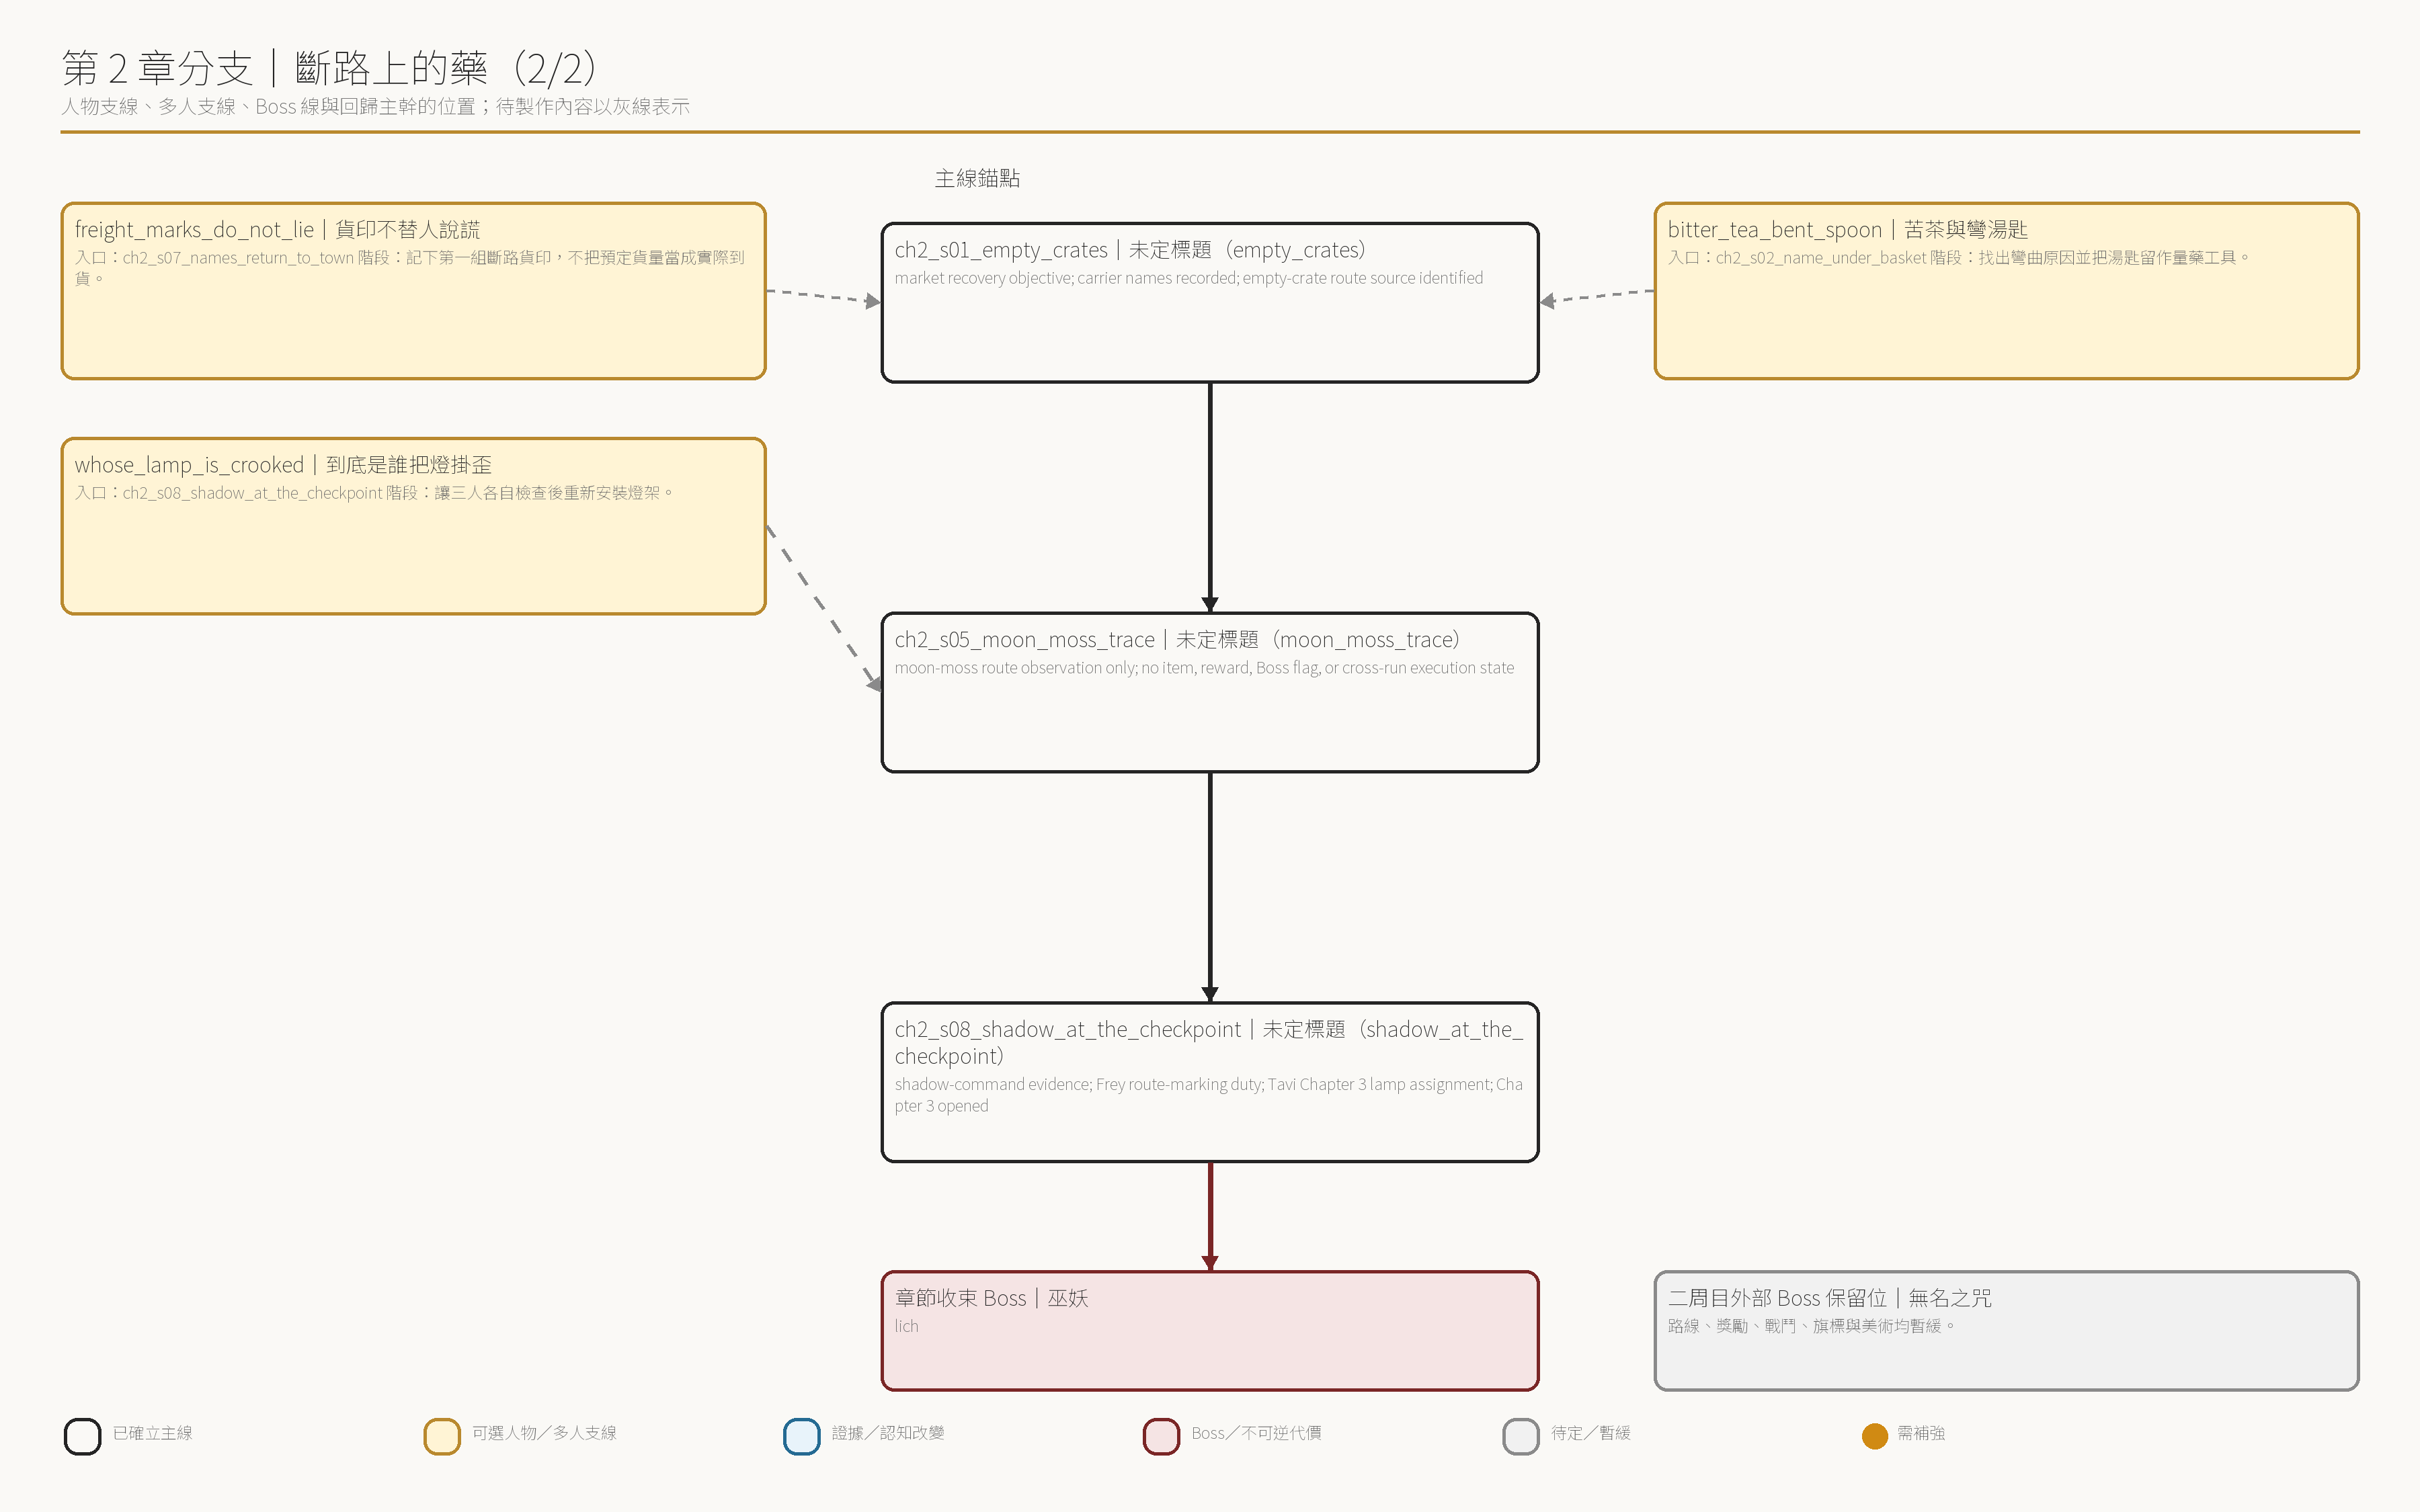 第 2 章分支｜斷路上的藥（2/2）
人物支線、多人支線、Boss 線與回歸主幹的位置；待製作內容以灰線表示
主線錨點
freight_marks_do_not_lie｜貨印不替人說謊
入口：ch2_s07_names_return_to_town 階段：記下第一組斷路貨印，不把預定貨量當成實際到
貨。
ch2_s01_empty_crates｜未定標題（empty_crates）
market recovery objective; carrier names recorded; empty-crate route source identified
bitter_tea_bent_spoon｜苦茶與彎湯匙
入口：ch2_s02_name_under_basket 階段：找出彎曲原因並把湯匙留作量藥工具。
whose_lamp_is_crooked｜到底是誰把燈掛歪
入口：ch2_s08_shadow_at_the_checkpoint 階段：讓三人各自檢查後重新安裝燈架。
ch2_s05_moon_moss_trace｜未定標題（moon_moss_trace）
moon-moss route observation only; no item, reward, Boss flag, or cross-run execution state
ch2_s08_shadow_at_the_checkpoint｜未定標題（shadow_at_the_
checkpoint）
shadow-command evidence; Frey route-marking duty; Tavi Chapter 3 lamp assignment; Cha
pter 3 opened
章節收束 Boss｜巫妖
lich
二周目外部 Boss 保留位｜無名之咒
路線、獎勵、戰鬥、旗標與美術均暫緩。
已確立主線
可選人物／多人支線
證據／認知改變
Boss／不可逆代價
待定／暫緩
需補強